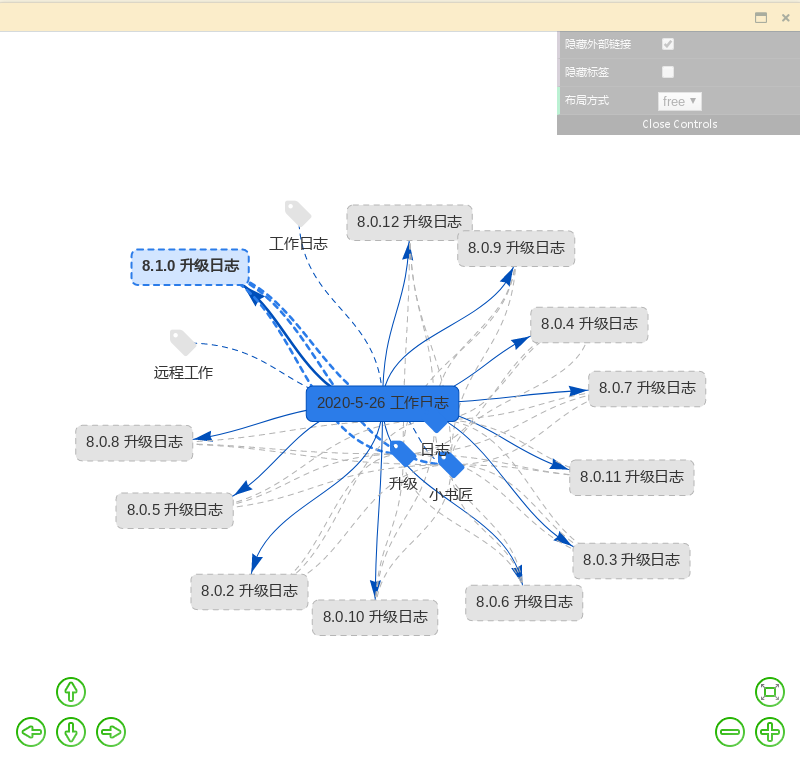 隐藏外部链接
隐藏标签
布局方式
free
Close Controls
工作日志
8.0.12 升级日志
8.0.9 升级日志
8.1.0 升级日志
8.0.4 升级日志
远程工作
8.0.7 升级日志
2020-5-26 工作日志
8.0.8 升级日志
日志
8.0.11 升级日志
升级
小书匠
8.0.5 升级日志
8.0.3 升级日志
8.0.2 升级日志
8.0.6 升级日志
8.0.10 升级日志